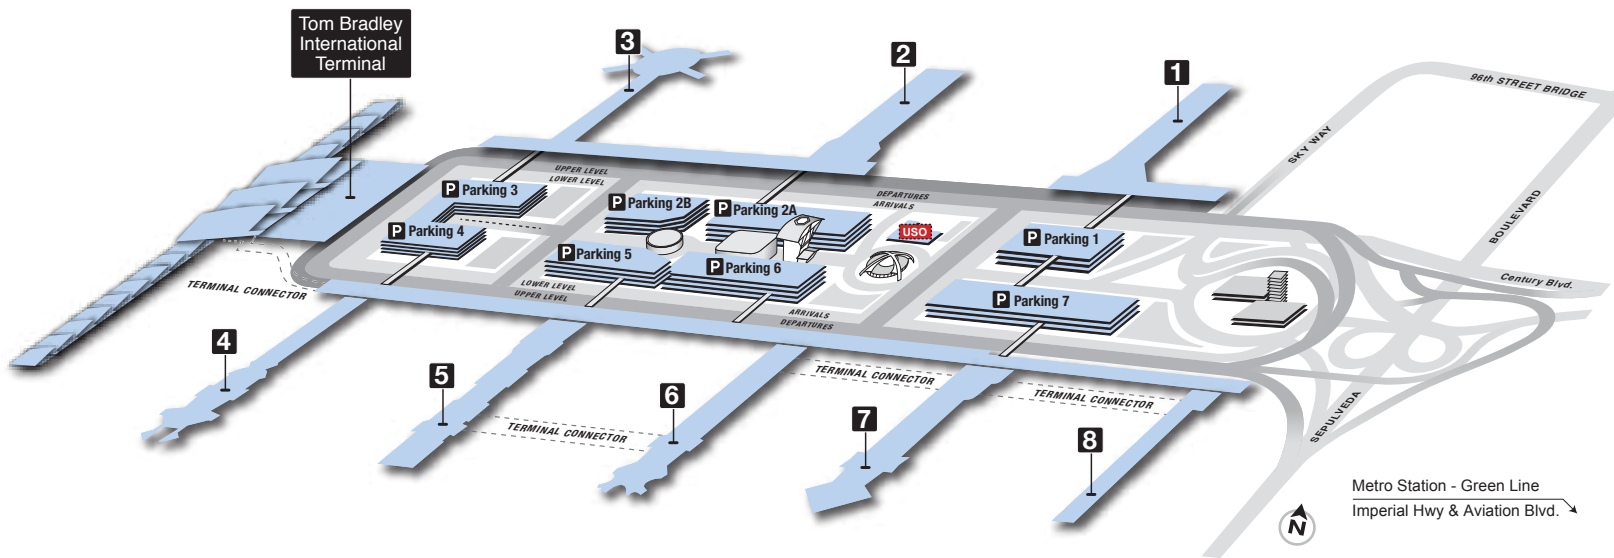 Tom Bradley
International
Terminal
3
2
1
96th STREET BRIDGE
SKY WAY
BOULEVARD
UPPER LEVEL
LOWER LEVEL
DEPARTURES
ARRIVALS
P Parking 3
P Parking 2B
P Parking 2A
USO
P Parking 4
P Parking 1
P Parking 5
P Parking 6
P Parking 7
Century Blvd.
TERMINAL CONNECTOR
LOWER LEVEL
UPPER LEVEL
ARRIVALS
DEPARTURES
4
5
6
7
8
TERMINAL CONNECTOR
TERMINAL CONNECTOR
TERMINAL CONNECTOR
SEPULVEDA
Metro Station - Green Line
Imperial Hwy & Aviation Blvd.
N